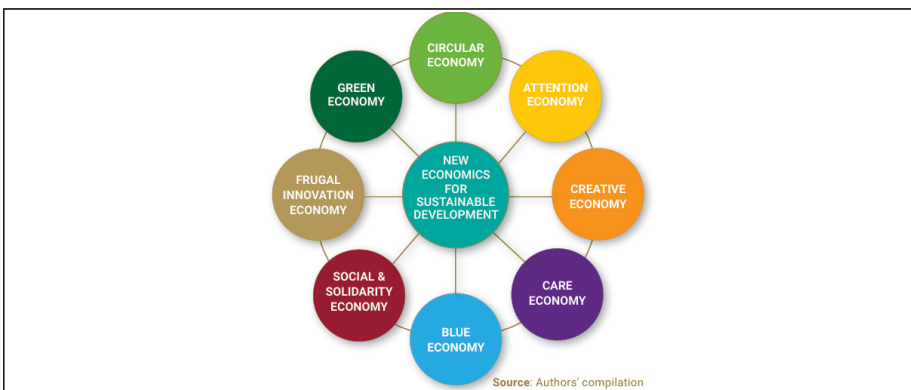 CIRCULAR
ECONOMY
ATTENTION
ECONOMY
CREATIVE
ECONOMY
CARE
ECONOMY
BLUE
ECONOMY
SOCIAL &
SOLIDARITY
ECONOMY
FRUGAL
INNOVATION
ECONOMY
GREEN
ECONOMY
NEW
ECONOMICS
FOR
SUSTAINABLE
DEVELOPMENT
Source: Authors' compilation